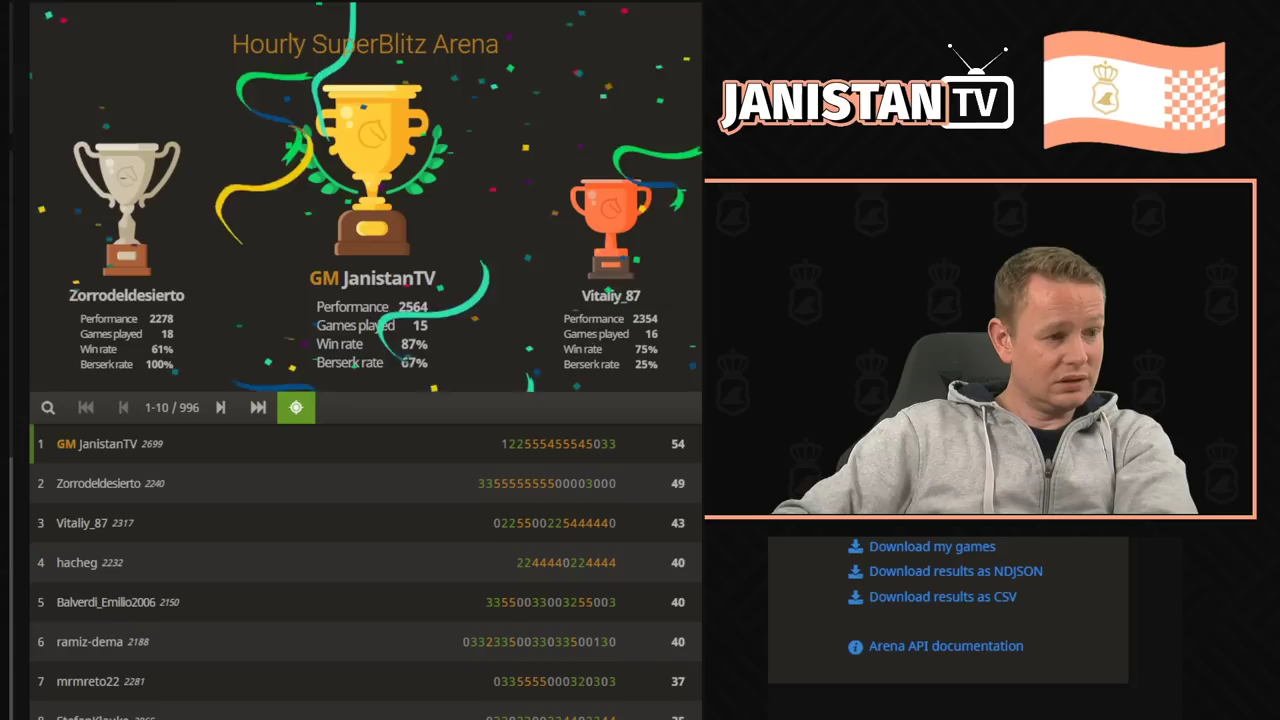 Hourly SuperBlitz Arena
JANISTAN TV
GM JanistanTV
Performance 2564
Games played 15
Win rate 87%
Berserk rate 67%
Zorrodeldesierto
Performance 2278
Games played 18
Win rate 61%
Berserk rate 100%
Vitaliy_87
Performance 2354
Games played 16
Win rate 75%
Berserk rate 25%
1-10 / 996
1 GM JanistanTV 2699 122555455545033 54
2 Zorrodeldesierto 2240 335555555500003000 49
3 Vitaliy_87 2317 0225500225444440 43
4 hacheg 2232 2244440224444 40
5 Balverdi_Emilio2006 2150 33550033003255003 40
6 ramiz-dema 2188 03323350033033500130 40
7 mrmreto22 2281 0335555000320303 37
Download my games
Download results as NDJSON
Download results as CSV
Arena API documentation